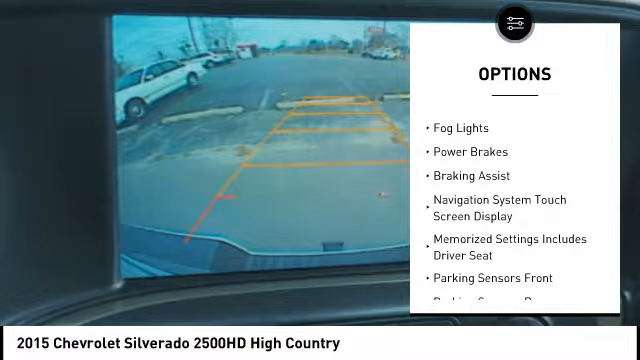 OPTIONS
Fog Lights
Power Brakes
Braking Assist
Navigation System Touch
Screen Display
Memorized Settings Includes
Driver Seat
Parking Sensors Front
2015 Chevrolet Silverado 2500HD High Country